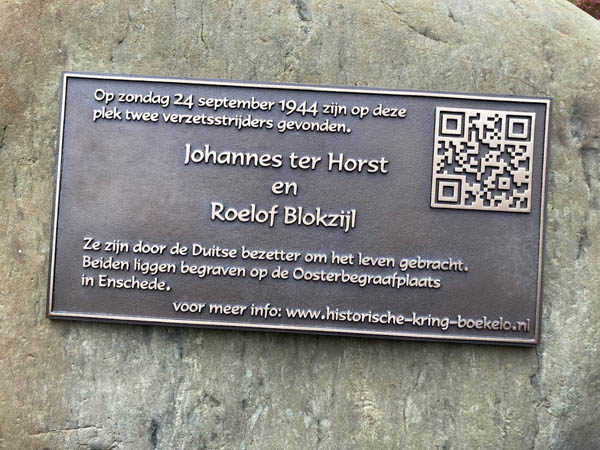 Op zondag 24 september 1944 zijn op deze
plek twee verzetsstrijders gevonden.
Johannes ter Horst
en
Roelof Blokzijl
Ze zijn door de Duitse bezetter om het leven gebracht.
Beiden liggen begraven op de Oosterbegraafplaats
in Enschede.
voor meer info: www.historische-kring-boekelo.nl